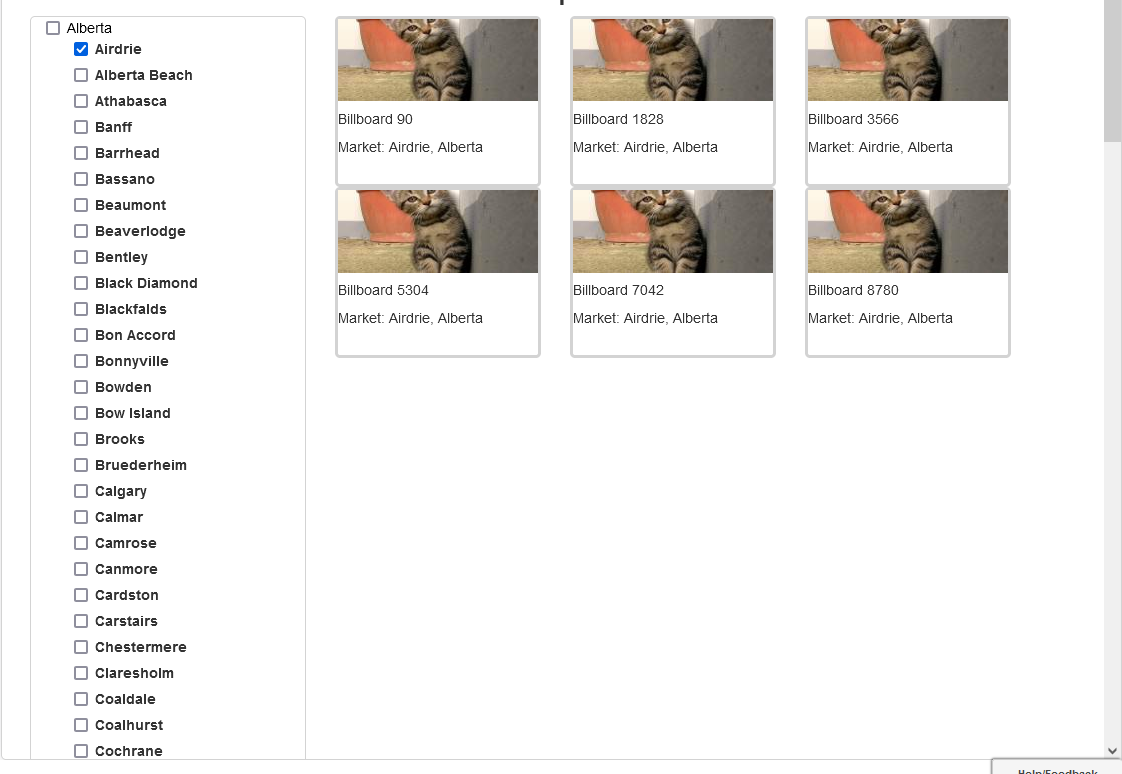 Alberta
Airdrie
Alberta Beach
Athabasca
Banff
Barrhead
Bassano
Beaumont
Beaverlodge
Bentley
Black Diamond
Blackfalds
Bon Accord
Bonnyville
Bowden
Bow Island
Brooks
Bruederheim
Calgary
Calmar
Camrose
Canmore
Cardston
Carstairs
Chestermere
Claresholm
Coaldale
Coalhurst
Cochrane
Billboard 90
Market: Airdrie, Alberta
Billboard 1828
Market: Airdrie, Alberta
Billboard 3566
Market: Airdrie, Alberta
Billboard 5304
Market: Airdrie, Alberta
Billboard 7042
Market: Airdrie, Alberta
Billboard 8780
Market: Airdrie, Alberta
Help/Feedback